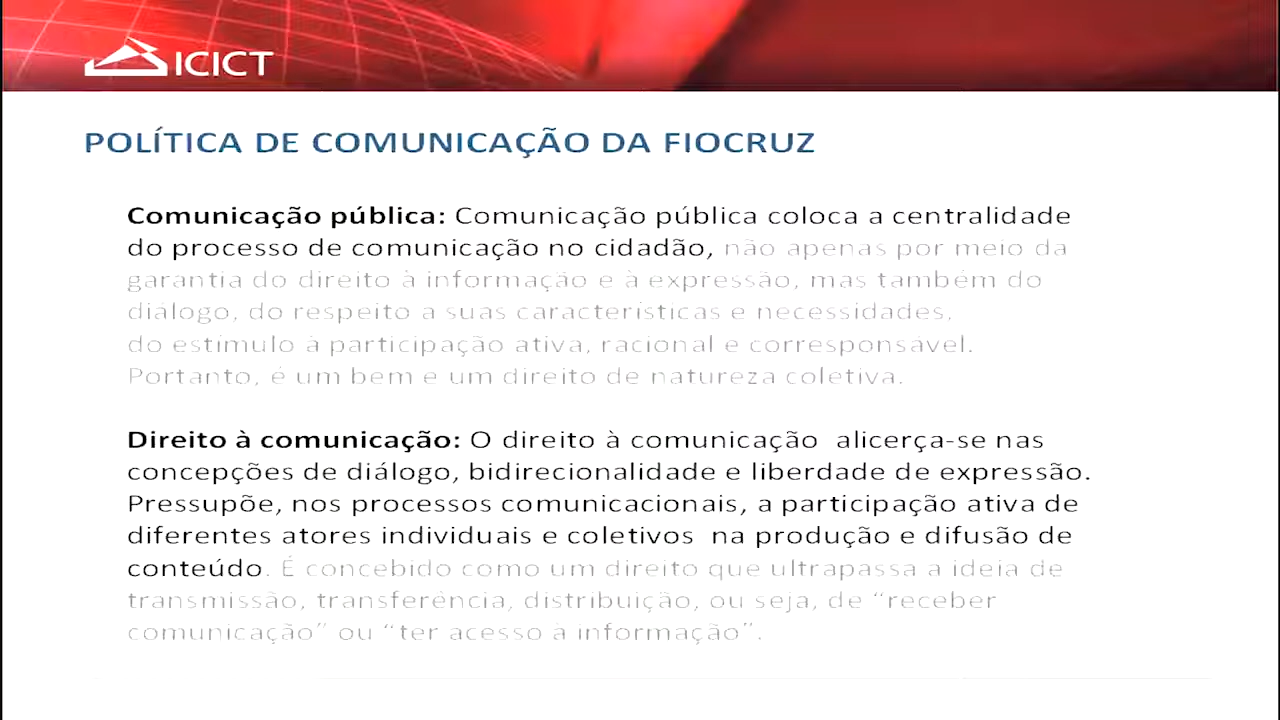 ICICT
POLÍTICA DE COMUNICAÇÃO DA FIOCRUZ
Comunicação pública: Comunicação pública coloca a centralidade
do processo de comunicação no cidadão, não apenas por meio da
garantia do direito à informação e à expressão, mas também do
diálogo, do respeito a suas características e necessidades,
do estímulo à participação ativa, racional e corresponsável.
Portanto, é um bem e um direito de natureza coletiva.
Direito à comunicação: O direito à comunicação alicerça-se nas
concepções de diálogo, bidirecionalidade e liberdade de expressão.
Pressupõe, nos processos comunicacionais, a participação ativa de
diferentes atores individuais e coletivos na produção e difusão de
conteúdo. É concebido como um direito que ultrapassa a ideia de
transmissão, transferência, distribuição, ou seja, de “receber
comunicação” ou “ter acesso à informação”.